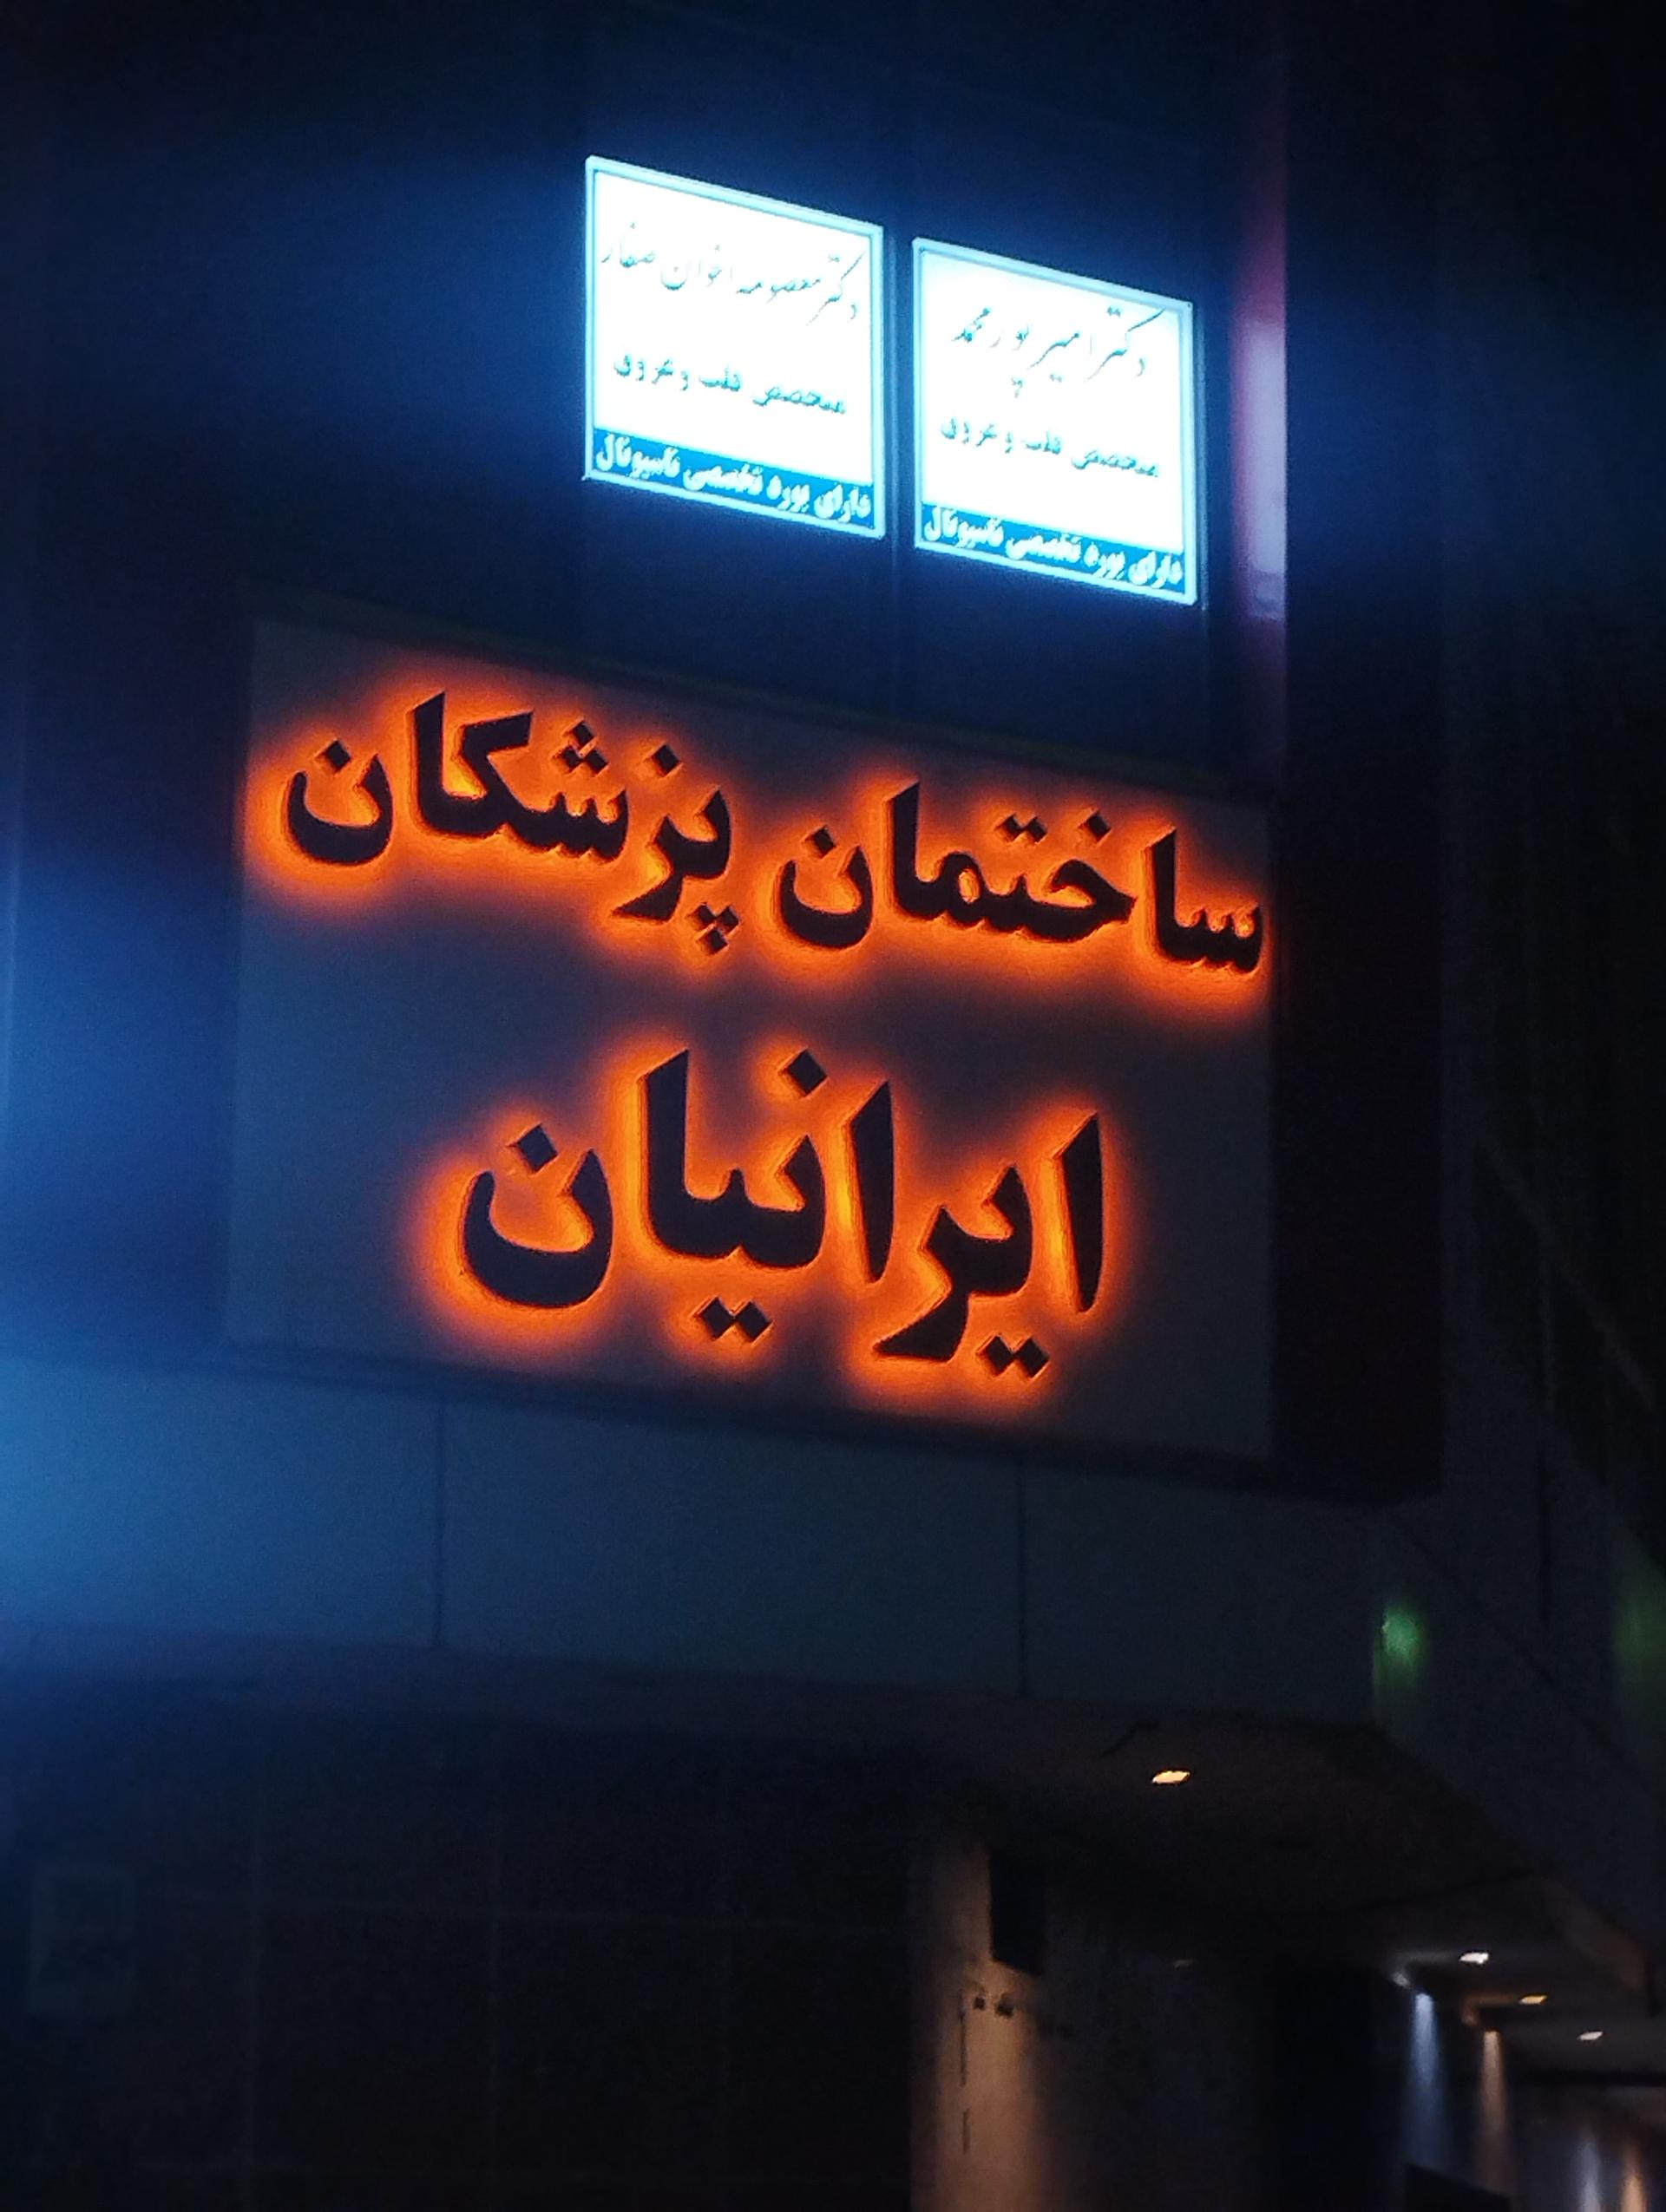 دکتر امیر پورمحمد
متخصص قلب و عروق
دارای بورد تخصصی ناسیونال
دکتر معصومه اخوان صفار
متخصص قلب و عروق
دارای بورد تخصصی ناسیونال
ساختمان پزشکان
ایرانیان